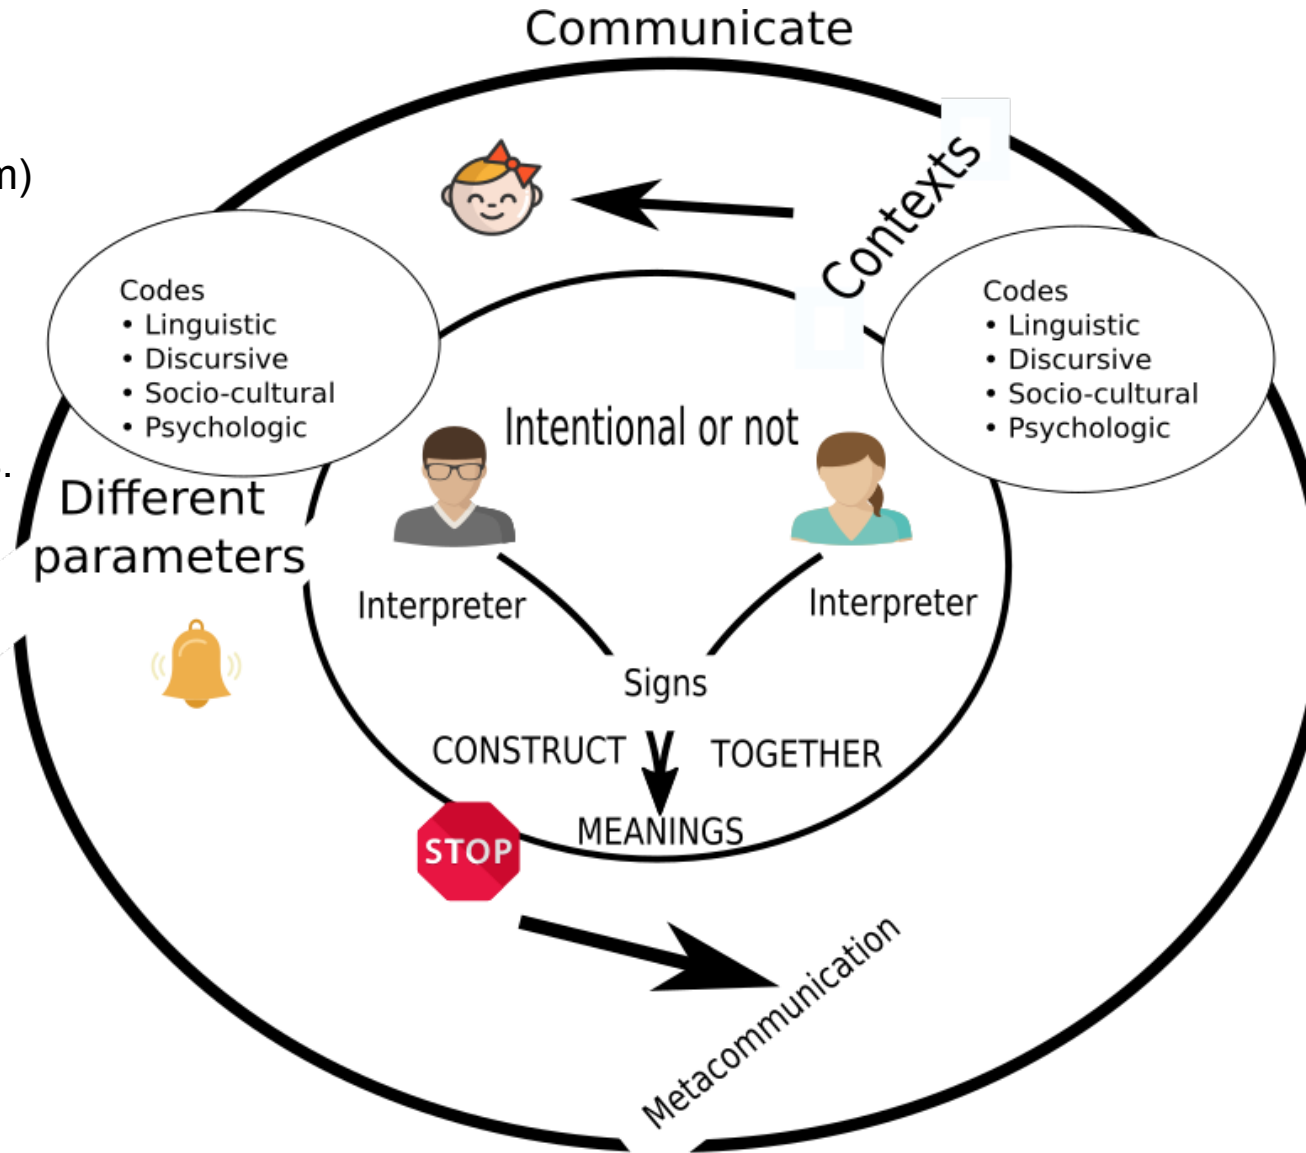 Communicate
m)
Contexts
Codes
• Linguistic
• Discursive
• Socio-cultural
• Psychologic
Codes
• Linguistic
• Discursive
• Socio-cultural
• Psychologic
Intentional or not
.
Different
parameters
Interpreter
Interpreter
Signs
CONSTRUCT
TOGETHER
MEANINGS
STOP
Metacommunication